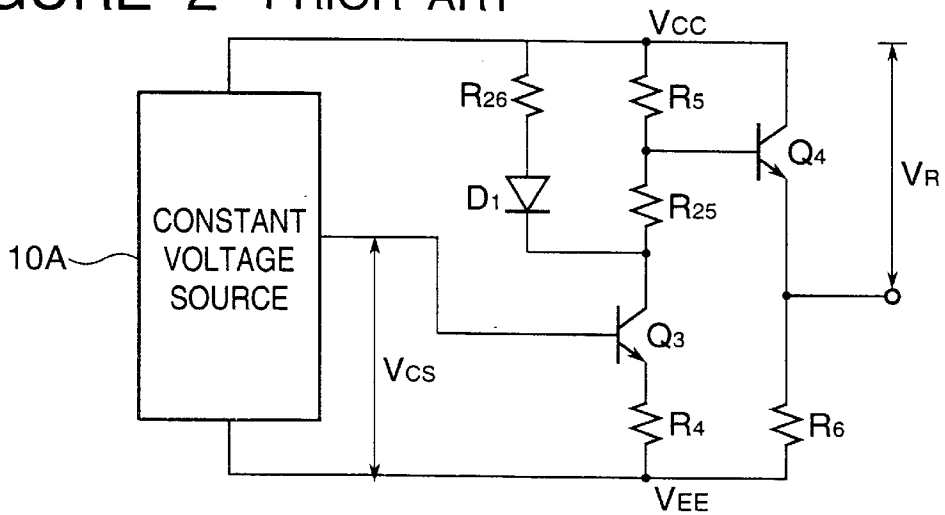 GURE 2 PRIOR ART
VCC
R26
R5
Q4
VR
D1
R25
CONSTANT
VOLTAGE
SOURCE
10A
Q3
VCS
R4
R6
VEE